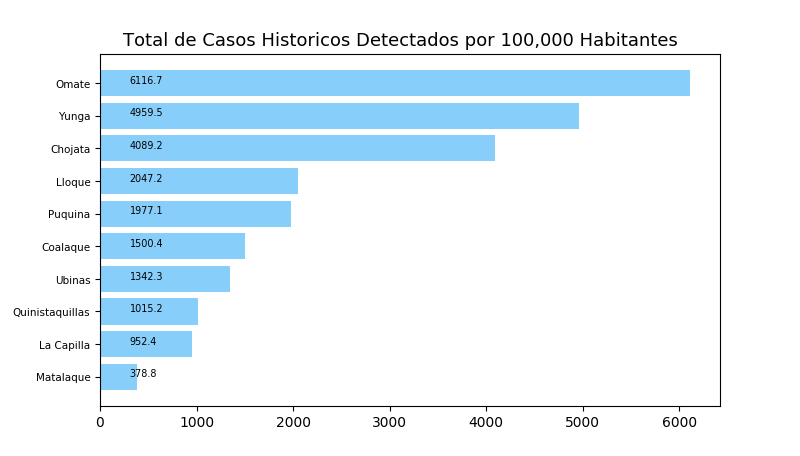 Total de Casos Historicos Detectados por 100,000 Habitantes
Omate 6116.7
Yunga 4959.5
Chojata 4089.2
Lloque 2047.2
Puquina 1977.1
Coalaque 1500.4
Ubinas 1342.3
Quinistaquillas 1015.2
La Capilla 952.4
Matalaque 378.8
0 1000 2000 3000 4000 5000 6000